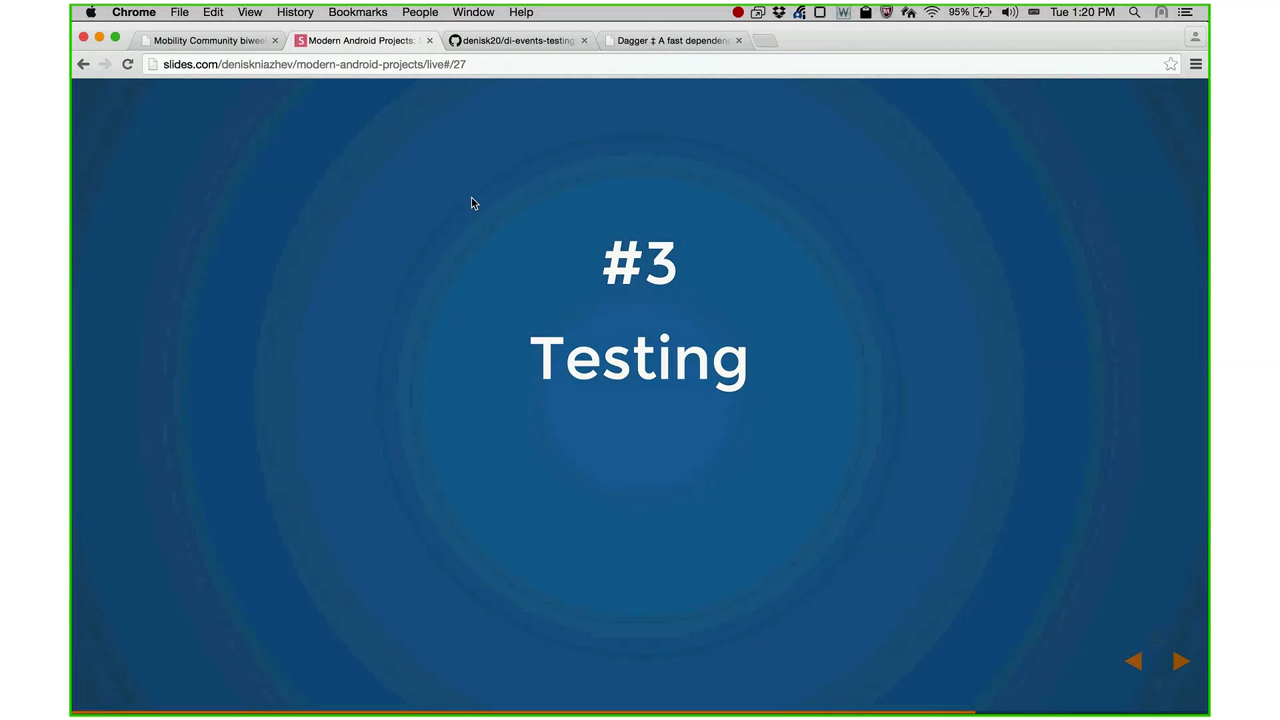 Chrome File Edit View History Bookmarks People Window Help 95% Tue 1:20 PM
Mobility Community biwee Modern Android Projects: denisk20/di-events-testing Dagger ‡ A fast dependen
slides.com/deniskniazhev/modern-android-projects/live#/27
#3
Testing